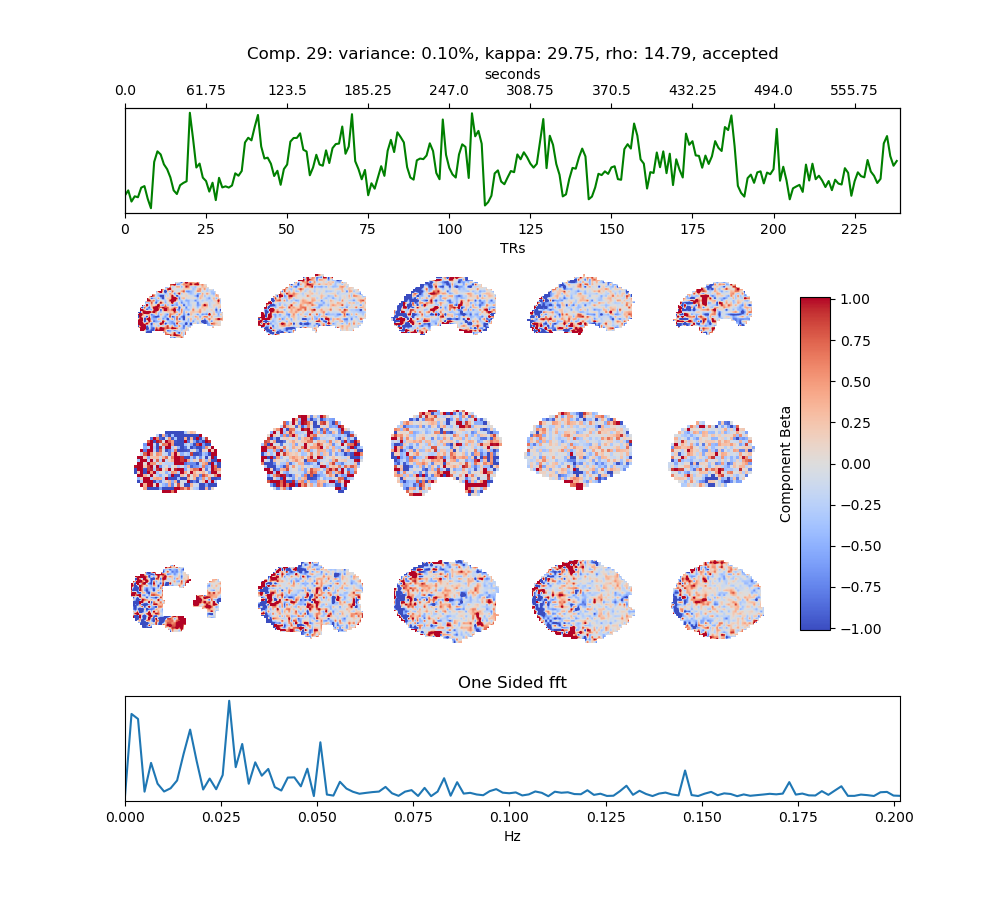 Comp. 29: variance: 0.10%, kappa: 29.75, rho: 14.79, accepted
seconds
0.0 61.75 123.5 185.25 247.0 308.75 370.5 432.25 494.0 555.75
0 25 50 75 100 125 150 175 200 225
TRs
1.00
0.75
0.50
0.25
0.00
−0.25
−0.50
−0.75
−1.00
Component Beta
One Sided fft
0.000 0.025 0.050 0.075 0.100 0.125 0.150 0.175 0.200
Hz